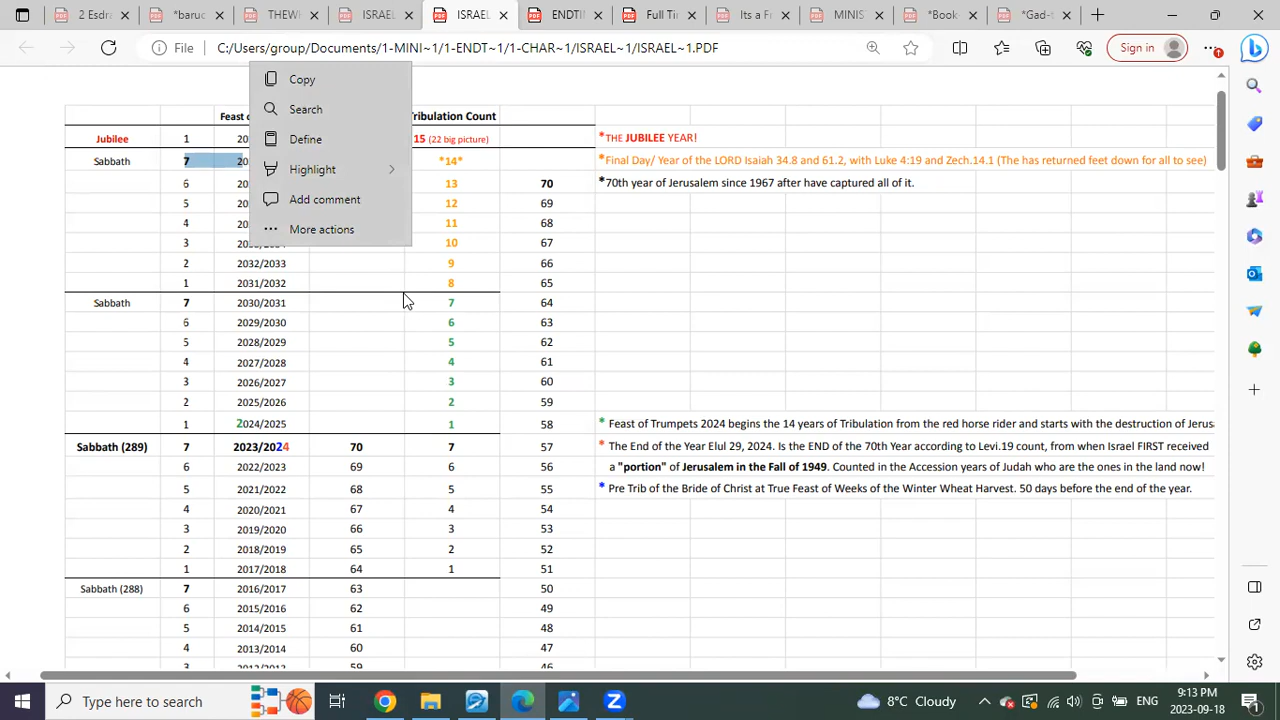 2 Esdra
*baruc
THEWI
ISRAEL
ISRAEL
ENDTI
Full Tir
Its a F
MINIS
*Book
*Gad-t
File
C:/Users/group/Documents/1-MINI~1/1-ENDT~1/1-CHAR~1/ISRAEL~1/ISRAEL~1.PDF
Sign in
Copy
Search
Define
Highlight
Add comment
More actions
Feast Tribulation Count
Jubilee 1 20 15 (22 big picture) *THE JUBILEE YEAR!
Sabbath 7 20 *14* *Final Day/ Year of the LORD Isaiah 34.8 and 61.2, with Luke 4:19 and Zech.14.1 (The has returned feet down for all to see)
6 20 13 70 *70th year of Jerusalem since 1967 after have captured all of it.
5 20 12 69
4 20 11 68
3 10 67
2 2032/2033 9 66
1 2031/2032 8 65
Sabbath 7 2030/2031 7 64
6 2029/2030 6 63
5 2028/2029 5 62
4 2027/2028 4 61
3 2026/2027 3 60
2 2025/2026 2 59
1 2024/2025 1 58 * Feast of Trumpets 2024 begins the 14 years of Tribulation from the red horse rider and starts with the destruction of Jerusa
Sabbath (289) 7 2023/2024 70 7 57 * The End of the Year Elul 29, 2024. Is the END of the 70th Year according to Levi.19 count, from when Israel FIRST received
6 2022/2023 69 6 56 a "portion" of Jerusalem in the Fall of 1949. Counted in the Accession years of Judah who are the ones in the land now!
5 2021/2022 68 5 55 * Pre Trib of the Bride of Christ at True Feast of Weeks of the Winter Wheat Harvest. 50 days before the end of the year.
4 2020/2021 67 4 54
3 2019/2020 66 3 53
2 2018/2019 65 2 52
1 2017/2018 64 1 51
Sabbath (288) 7 2016/2017 63 50
6 2015/2016 62 49
5 2014/2015 61 48
4 2013/2014 60 47
3 2012/2013 59 46
Type here to search
8°C Cloudy
ENG
9:13 PM
2023-09-18